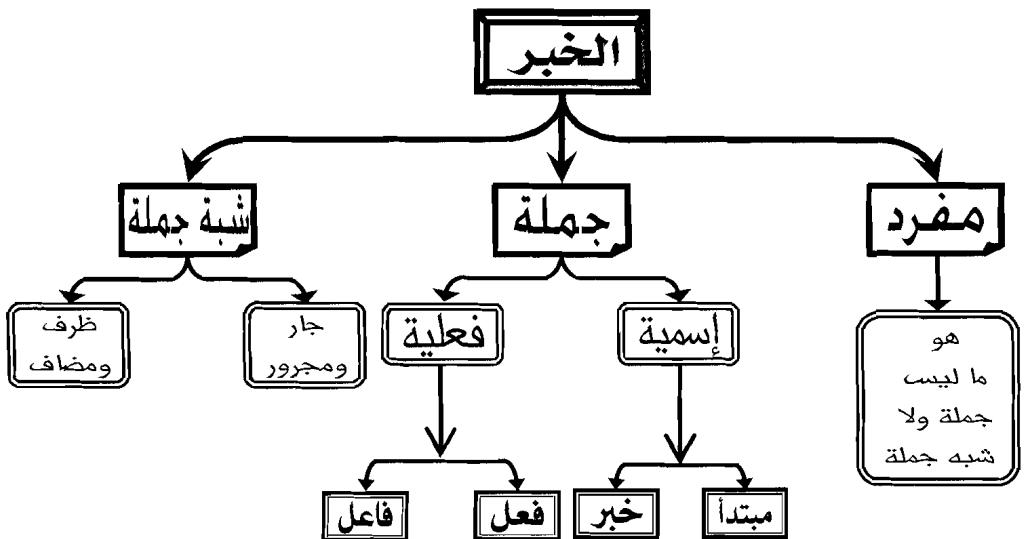 الخبر
مفرد
جملة
شبة جملة
هو
ما ليس
جملة ولا
شبه جملة
إسمية
فعلية
جار
ومجرور
ظرف
ومضاف
مبتدأ
خبر
فعل
فاعل